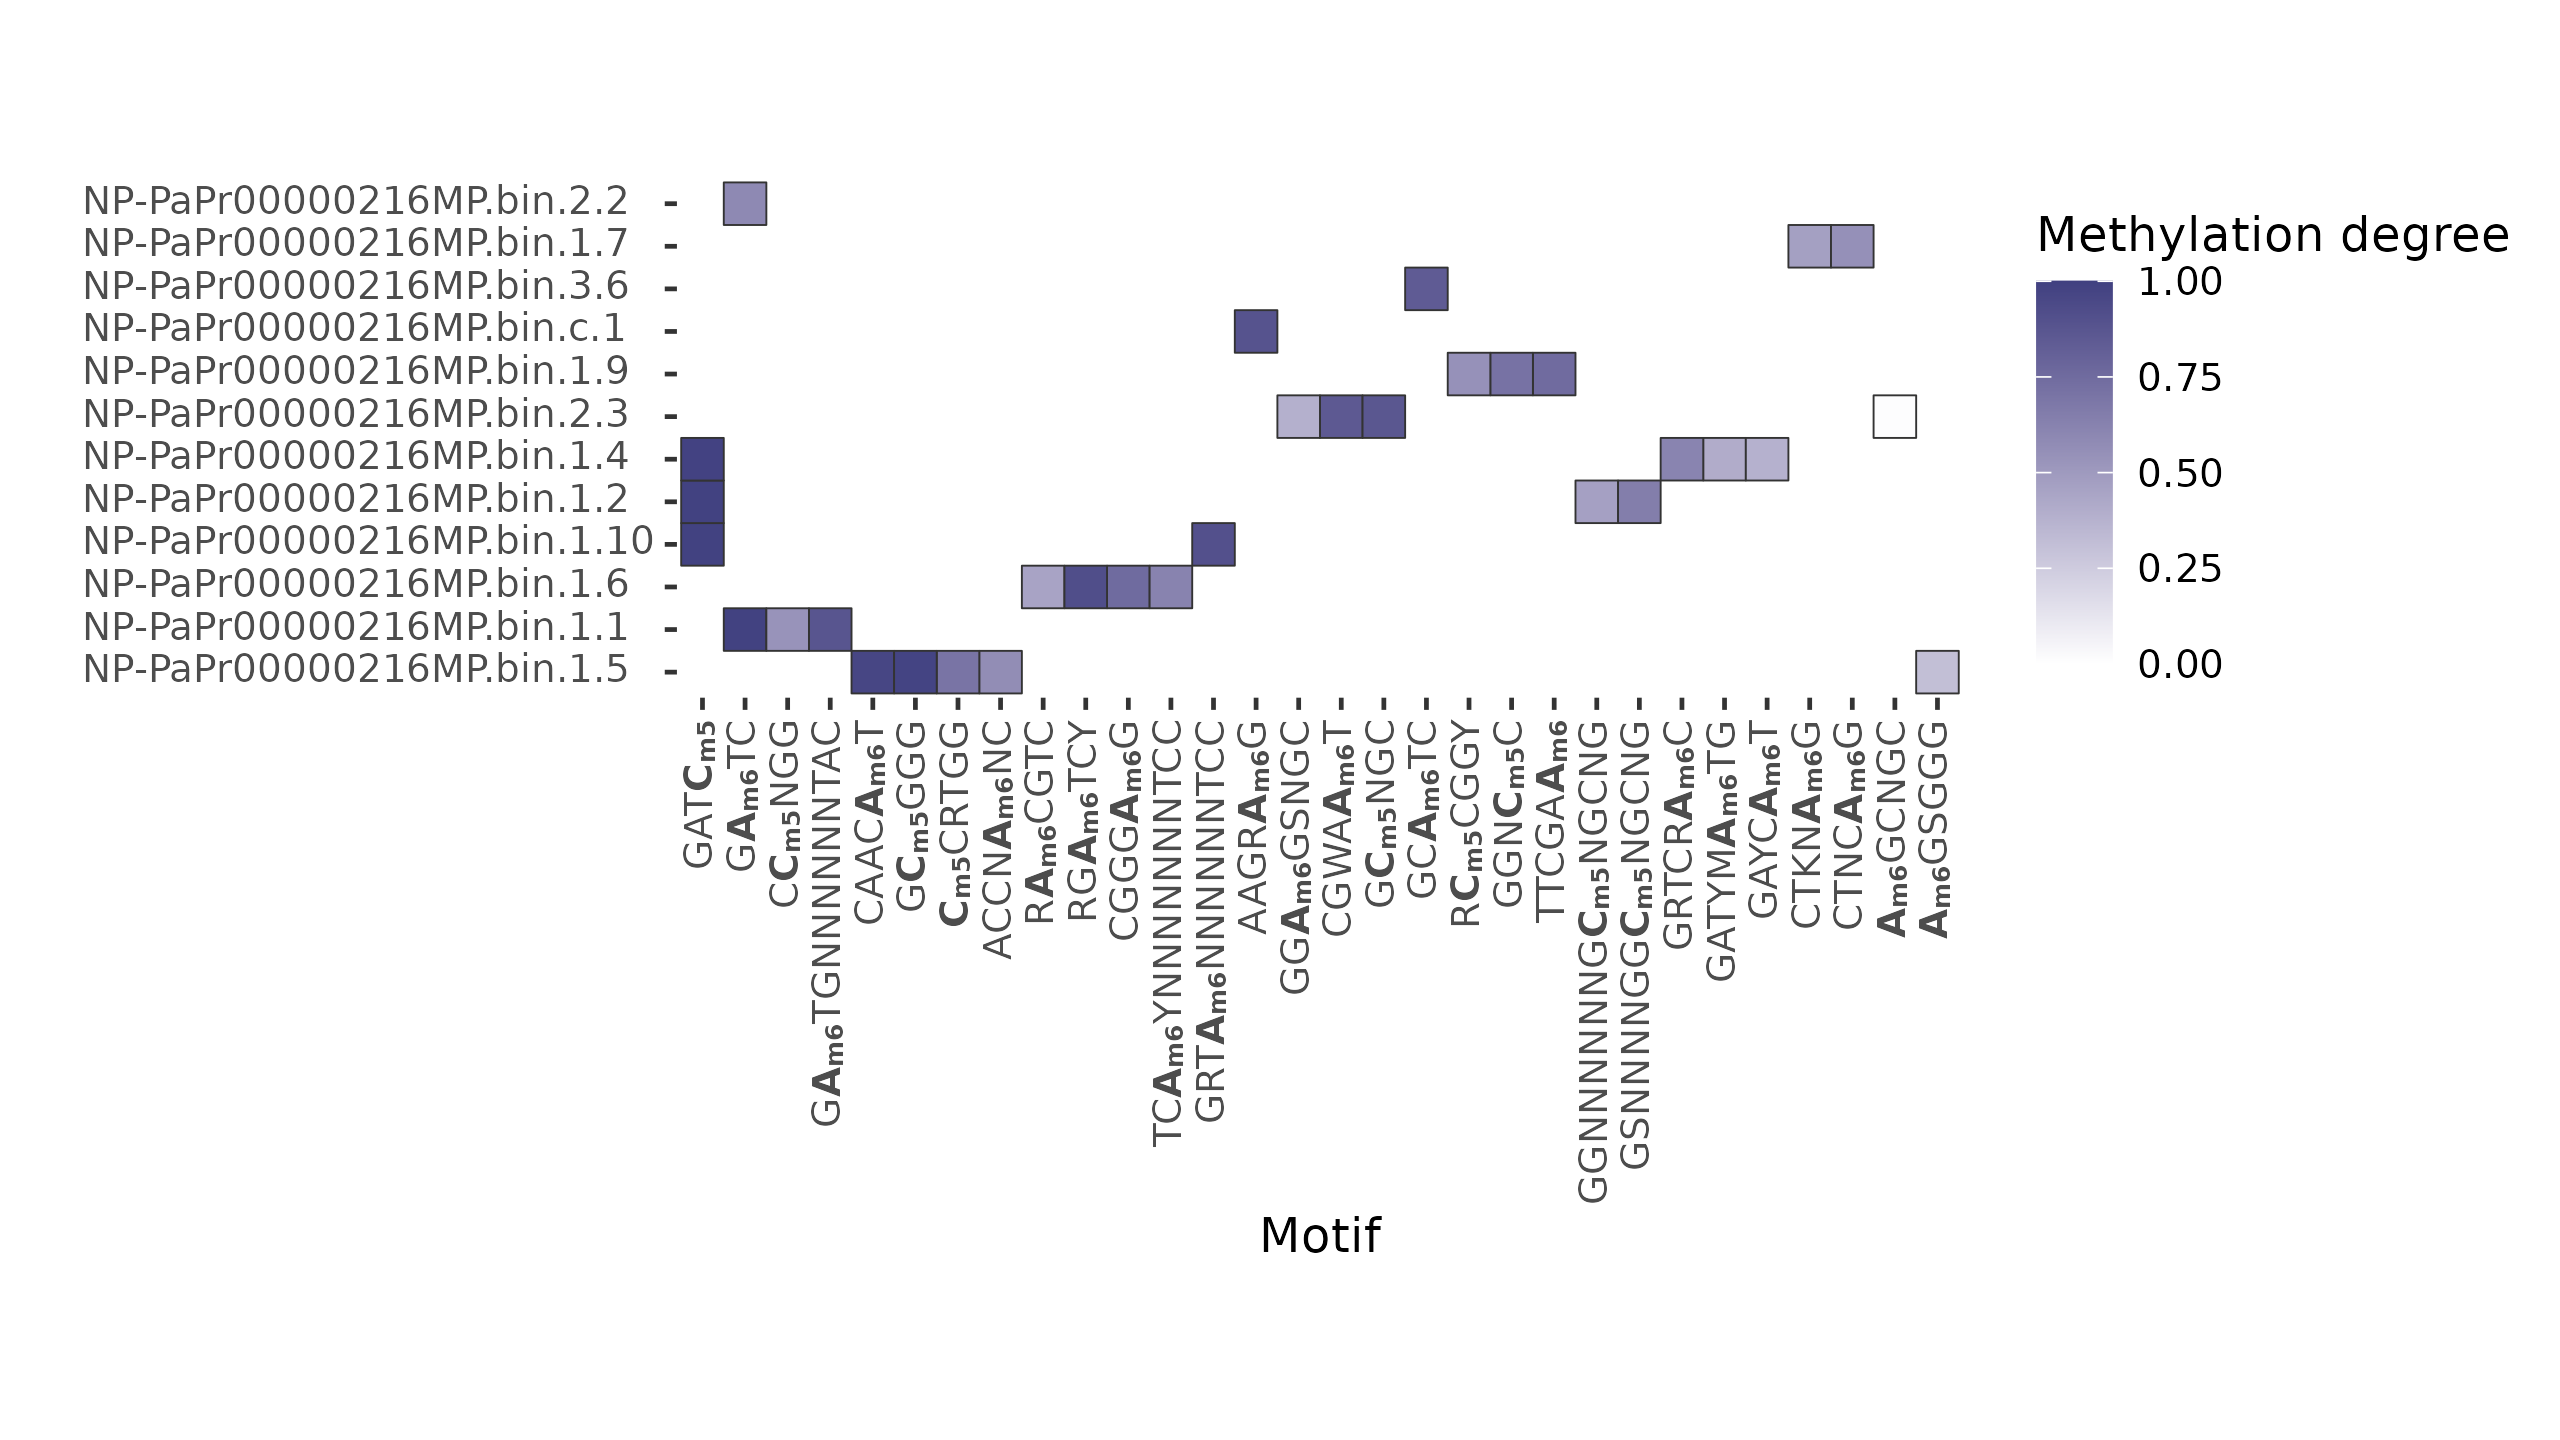 NP-PaPr00000216MP.bin.2.2
NP-PaPr00000216MP.bin.1.7
NP-PaPr00000216MP.bin.3.6
NP-PaPr00000216MP.bin.c.1
NP-PaPr00000216MP.bin.1.9
NP-PaPr00000216MP.bin.2.3
NP-PaPr00000216MP.bin.1.4
NP-PaPr00000216MP.bin.1.2
NP-PaPr00000216MP.bin.1.10
NP-PaPr00000216MP.bin.1.6
NP-PaPr00000216MP.bin.1.1
NP-PaPr00000216MP.bin.1.5
GATCm5
GAm6TC
CCm5NGG
GAm6TGNNNNNNTAC
CAACAm6T
GCm5GGG
Cm5CRTGG
ACCNAm6NC
RAm6CGTC
RGAm6TCY
CGGGAm6G
TCAm6YNNNNNNNTCC
GRTAm6NNNNNNNTCC
AAGRAm6G
GGAm6GSNGC
CGWAAm6T
GCm5NGC
GCAm6TC
RCm5CGGY
GGNCm5C
TTCGAAm6
GGNNNNNNGCm5NGCNG
GSNNNNGGCm5NGCNG
GRTCRAm6C
GATYMAm6TG
GAYCAm6T
CTKNAm6G
CTNCAm6G
Am6GCNGC
Am6GSGGG
Motif
Methylation degree
1.00
0.75
0.50
0.25
0.00